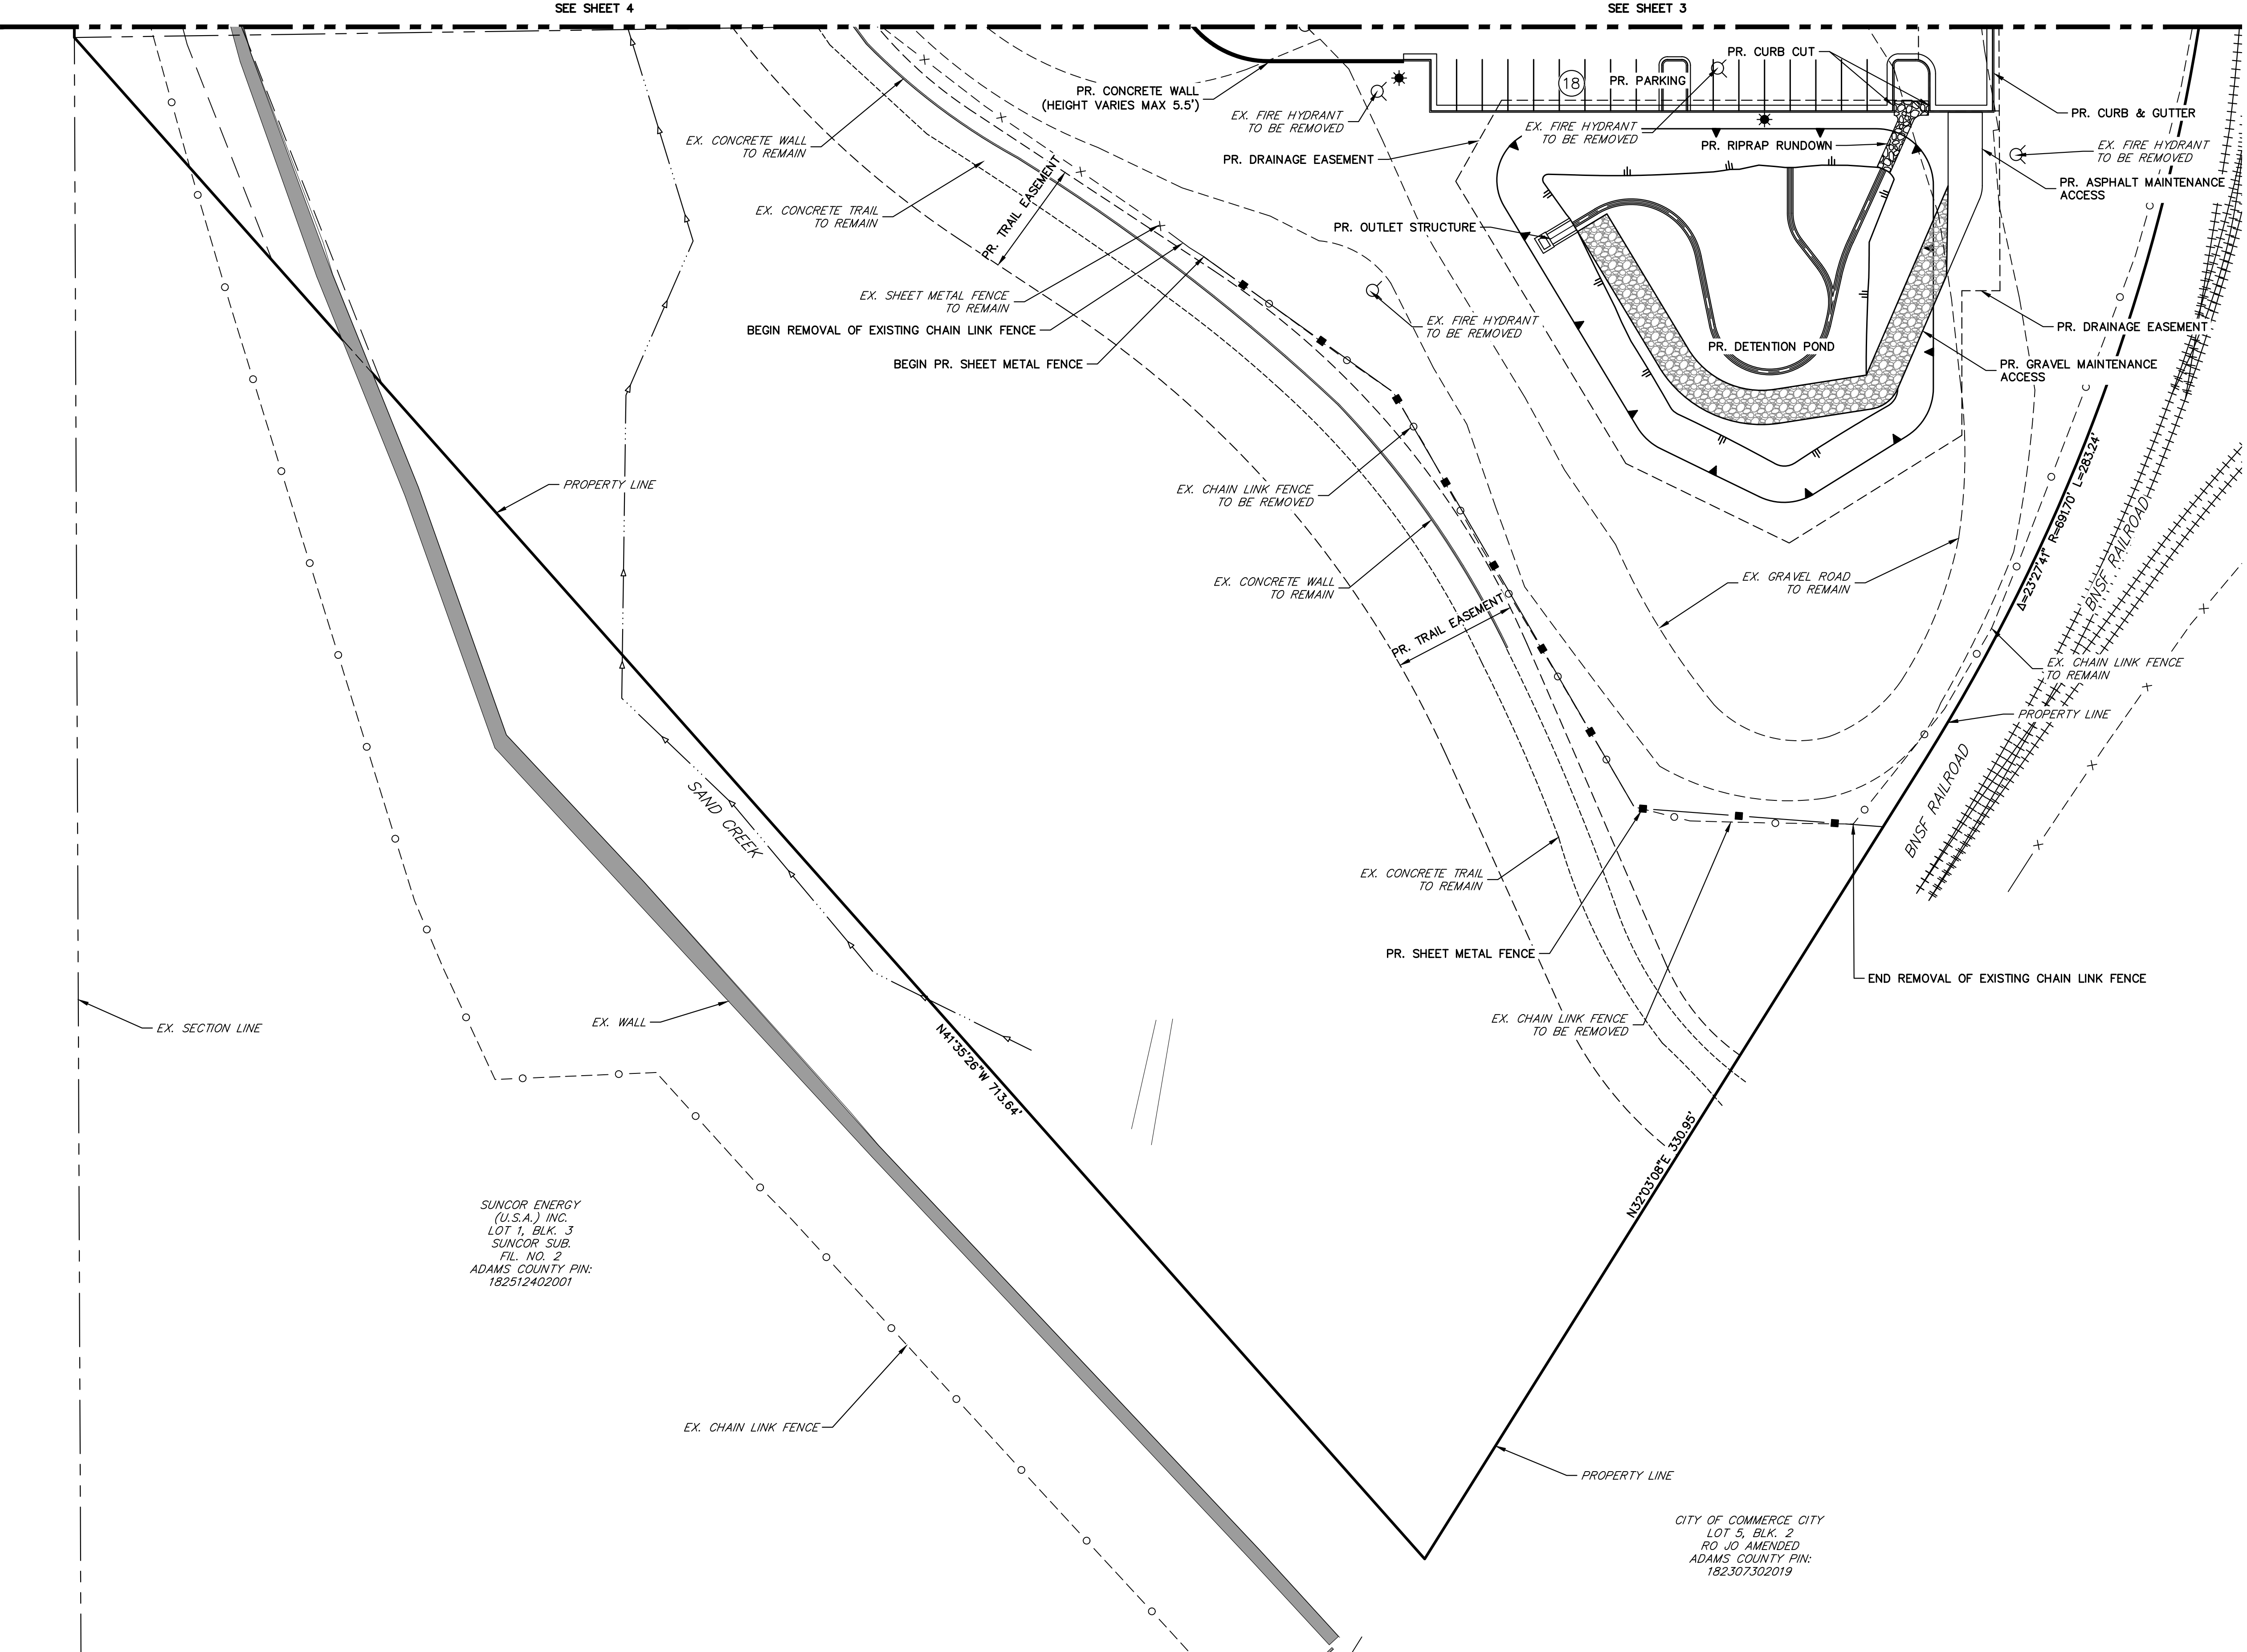 SEE SHEET 4
SEE SHEET 3
PR. CURB CUT
18
PR. PARKING
PR. CONCRETE WALL
(HEIGHT VARIES MAX 5.5')
EX. FIRE HYDRANT
TO BE REMOVED
EX. FIRE HYDRANT
TO BE REMOVED
PR. CURB & GUTTER
EX. CONCRETE WALL
TO REMAIN
PR. RIPRAP RUNDOWN
EX. FIRE HYDRANT
TO BE REMOVED
PR. DRAINAGE EASEMENT
PR. ASPHALT MAINTENANCE
ACCESS
EX. CONCRETE TRAIL
TO REMAIN
PR. TRAIL EASEMENT
PR. OUTLET STRUCTURE
EX. SHEET METAL FENCE
TO REMAIN
BEGIN REMOVAL OF EXISTING CHAIN LINK FENCE
EX. FIRE HYDRANT
TO BE REMOVED
PR. DRAINAGE EASEMENT
BEGIN PR. SHEET METAL FENCE
PR. DETENTION POND
PR. GRAVEL MAINTENANCE
ACCESS
PROPERTY LINE
EX. CHAIN LINK FENCE
TO BE REMOVED
Δ=23°27'41" R=691.70' L=283.24'
BNSF RAILROAD
EX. CONCRETE WALL
TO REMAIN
EX. GRAVEL ROAD
TO REMAIN
PR. TRAIL EASEMENT
EX. CHAIN LINK FENCE
TO REMAIN
PROPERTY LINE
BNSF RAILROAD
SAND CREEK
EX. CONCRETE TRAIL
TO REMAIN
PR. SHEET METAL FENCE
END REMOVAL OF EXISTING CHAIN LINK FENCE
EX. SECTION LINE
EX. WALL
EX. CHAIN LINK FENCE
TO BE REMOVED
N41°35'26"W 713.64'
N32°03'08"E 330.95'
SUNCOR ENERGY
(U.S.A.) INC.
LOT 1, BLK. 3
SUNCOR SUB.
FIL. NO. 2
ADAMS COUNTY PIN:
182512402001
EX. CHAIN LINK FENCE
PROPERTY LINE
CITY OF COMMERCE CITY
LOT 5, BLK. 2
RO JO AMENDED
ADAMS COUNTY PIN:
182307302019